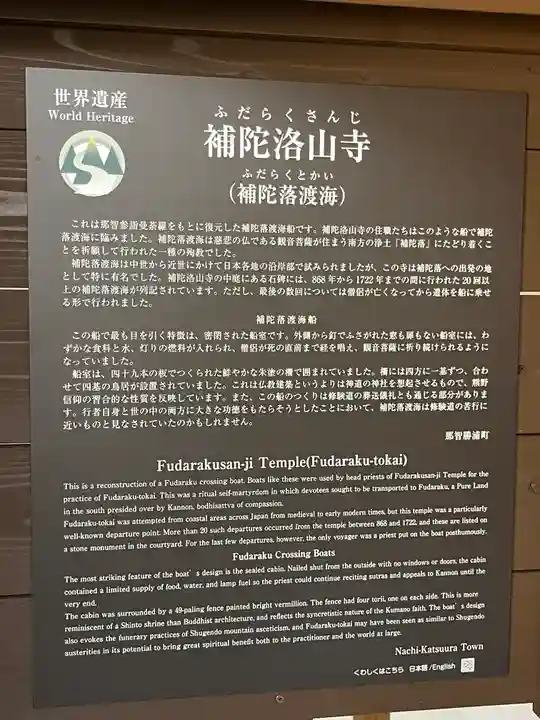 世界遺産
World Heritage
ふだらくさんじ
補陀洛山寺
ふだらくとかい
（補陀落渡海）
これは那智参詣曼荼羅をもとに復元した補陀落渡海船です。補陀洛山寺の住職たちはこのような船で補陀
落渡海に臨みました。補陀落渡海は慈悲の仏である観音菩薩が住まう南方の浄土「補陀落」にたどり着くこ
とを祈願して行われた一種の殉教でした。
補陀落渡海は中世から近世にかけて日本各地の沿岸部で試みられましたが、この寺は補陀落への出発の地
として特に有名でした。補陀洛山寺の中庭にある石碑には、868年から1722年までの間に行われた20回以
上の補陀落渡海が列記されています。ただし、最後の数回については僧侶が亡くなってから遺体を船に乗せ
る形で行われました。
補陀落渡海船
この船で最も目を引く特徴は、密閉された船室です。外側から釘でふさがれた窓も扉もない船室には、わ
ずかな食料と水、灯りの燃料が入れられ、僧侶が死の直前まで経を唱え、観音菩薩に祈り続けられるように
なっていました。
船室は、四十九本の板でつくられた鮮やかな朱塗の柵で囲まれていました。柵には四方に一基ずつ、合わ
せて四基の鳥居が設置されていました。これは仏教建築というよりは神道の神社を想起させるもので、熊野
信仰の習合的な性質を反映しています。また、この船のつくりは修験道の葬送儀礼とも通じる部分がありま
す。行者自身と世の中の両方に大きな功徳をもたらそうとしたことにおいて、補陀落渡海は修験道の苦行に
近いものと見なされていたのかもしれません。
那智勝浦町
Fudarakusan-ji Temple(Fudaraku-tokai)
This is a reconstruction of a Fudaraku crossing boat. Boats like these were used by head priests of Fudarakusan-ji Temple for the
practice of Fudaraku-tokai. This was a ritual self-martyrdom in which devotees sought to be transported to Fudaraku, a Pure Land
in the south presided over by Kannon, bodhisattva of compassion.
Fudaraku-tokai was attempted from coastal areas across Japan from medieval to early modern times, but this temple was a particularly
well-known departure point. More than 20 such departures occurred from the temple between 868 and 1722, and these are listed on
a stone monument in the courtyard. For the last few departures, however, the only voyager was a priest put on the boat posthumously.
Fudaraku Crossing Boats
The most striking feature of the boat's design is the sealed cabin. Nailed shut from the outside with no windows or doors, the cabin
contained a limited supply of food, water, and lamp fuel so the priest could continue reciting sutras and appeals to Kannon until the
very end.
The cabin was surrounded by a 49-paling fence painted bright vermillion. The fence had four torii, one on each side. This is more
reminiscent of a Shinto shrine than Buddhist architecture, and reflects the syncretistic nature of the Kumano faith. The boat's design
also evokes the funerary practices of Shugendo mountain asceticism, and Fudaraku-tokai may have been seen as similar to Shugendo
austerities in its potential to bring great spiritual benefit both to the practitioner and the world at large.
Nachi-Katsuura Town
くわしくはこちら 日本語/English